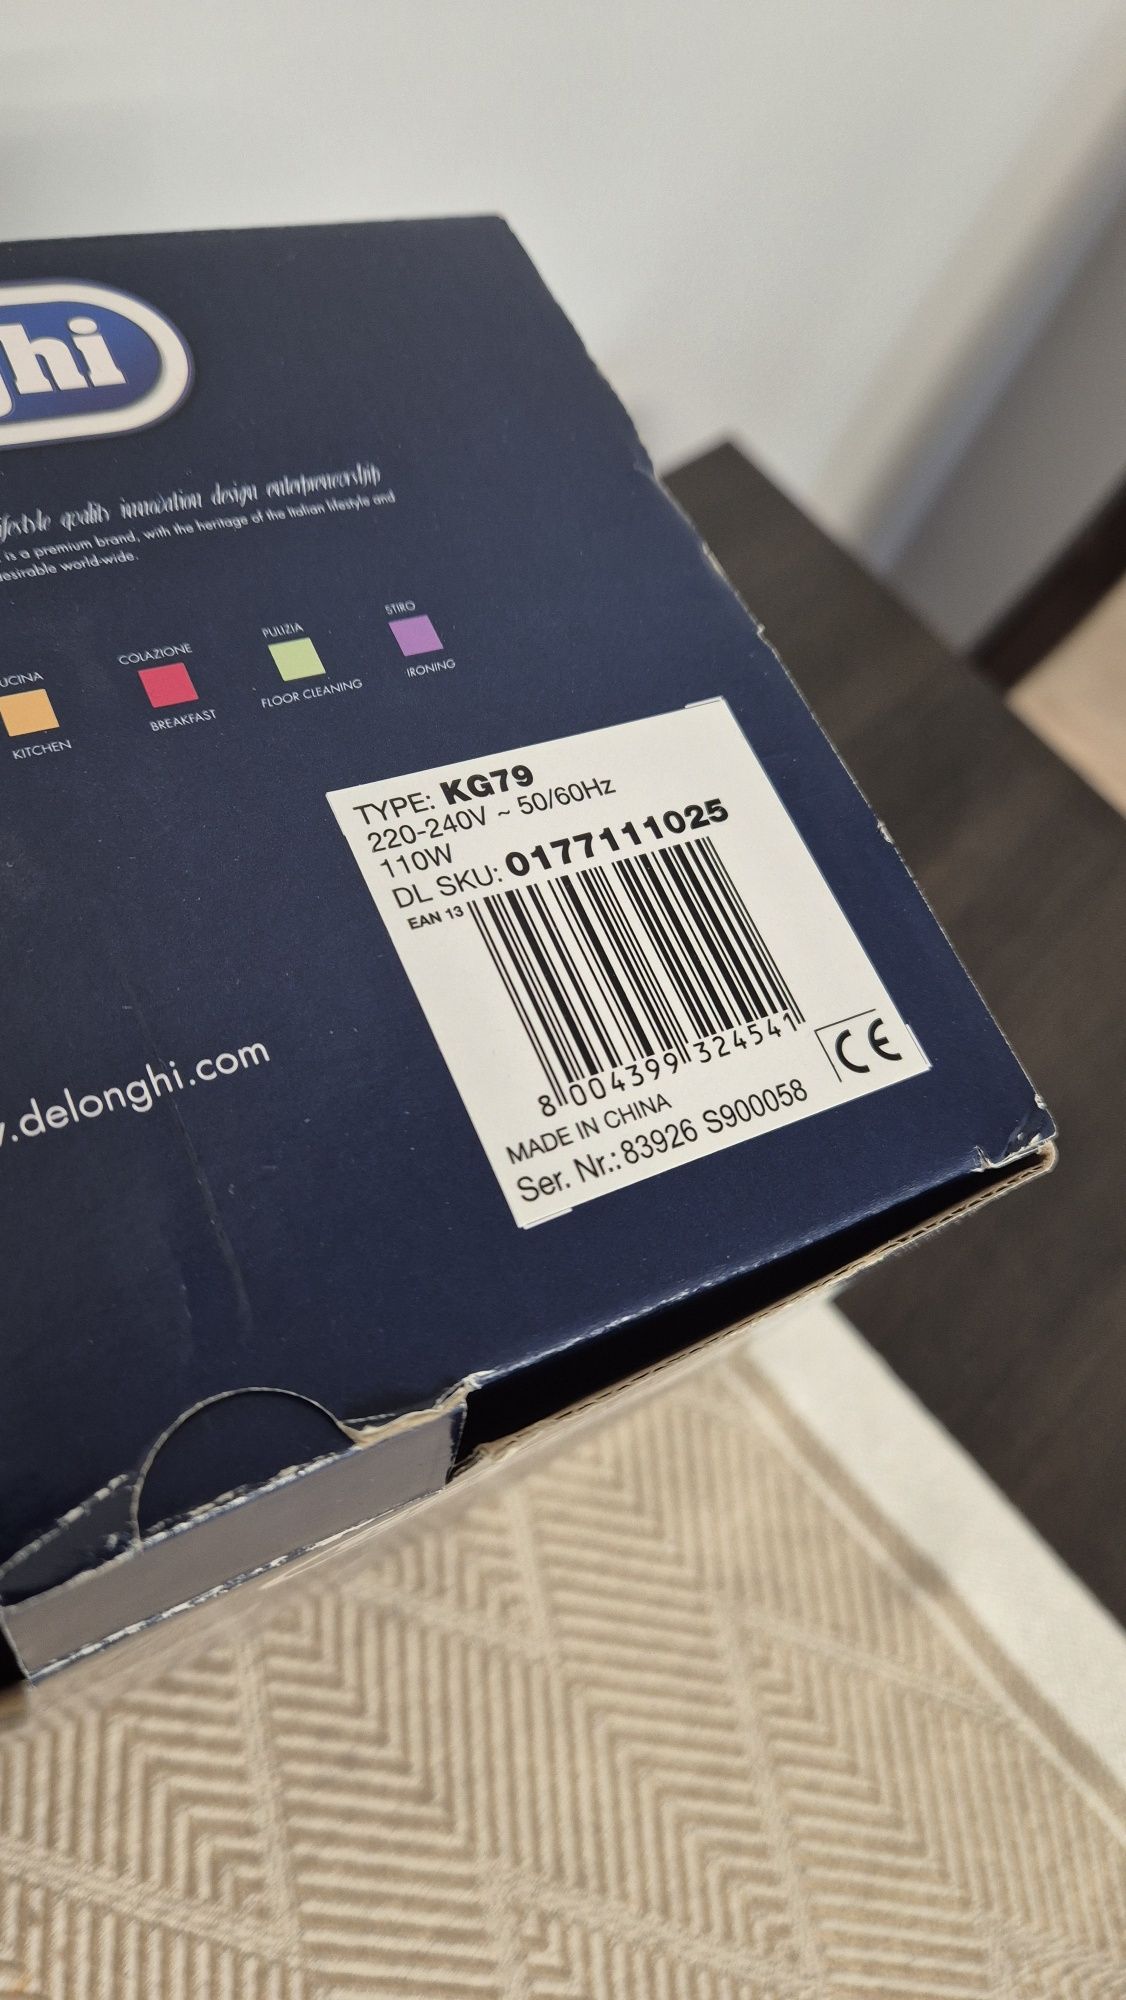 ghi
lifestyle quality innovation design enterpreneurship
is a premium brand, with the heritage of the Italian lifestyle and
desirable world-wide.
UCINA
KITCHEN
COLAZIONE
BREAKFAST
PULIZIA
FLOOR CLEANING
STIRO
IRONING
.delonghi.com
TYPE: KG79
220-240V ~ 50/60Hz
110W
DL SKU: 0177111025
EAN 13
8 004399 324541
CE
MADE IN CHINA
Ser. Nr.: 83926 S900058